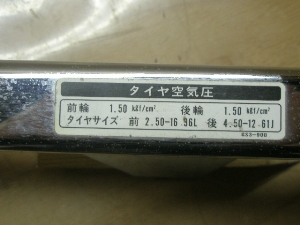 タイヤ空気圧
前輪 1.50 kgf/cm² 後輪 1.50 kgf/cm²
タイヤサイズ 前 2.50-16 36L 後 4.50-12 61J